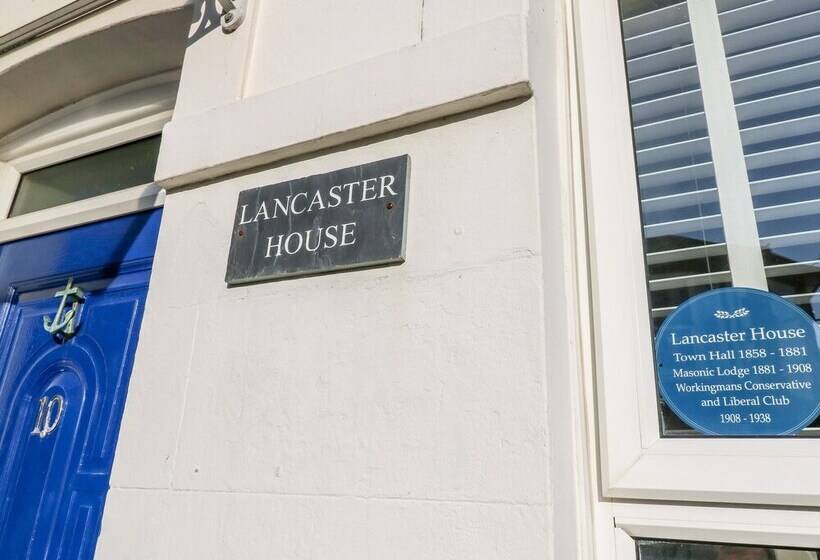 LANCASTER
HOUSE
10
Lancaster House
Town Hall 1858 - 1881
Masonic Lodge 1881 - 1908
Workingmans Conservative
and Liberal Club
1908 - 1938